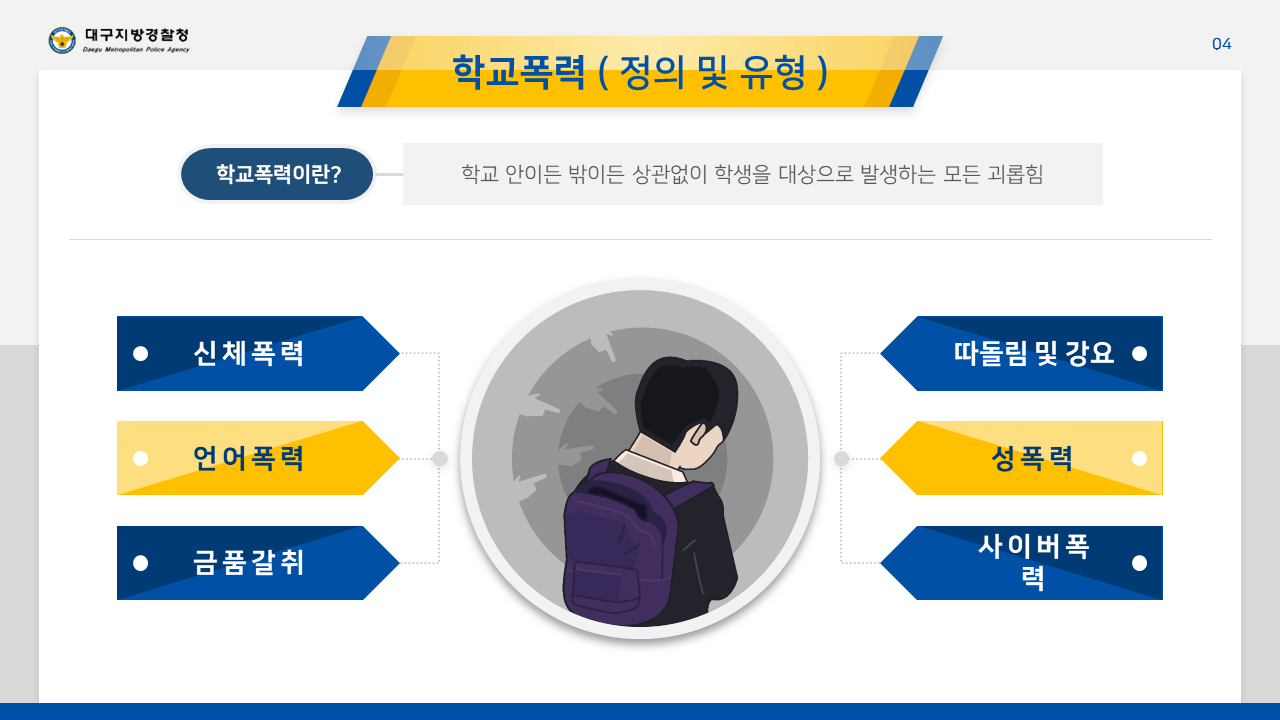 대구지방경찰청
Daegu Metropolitan Police Agency
04
학교폭력 ( 정의 및 유형 )
학교폭력이란?
학교 안이든 밖이든 상관없이 학생을 대상으로 발생하는 모든 괴롭힘
신체폭력
언어폭력
금품갈취
따돌림 및 강요
성폭력
사이버폭
력